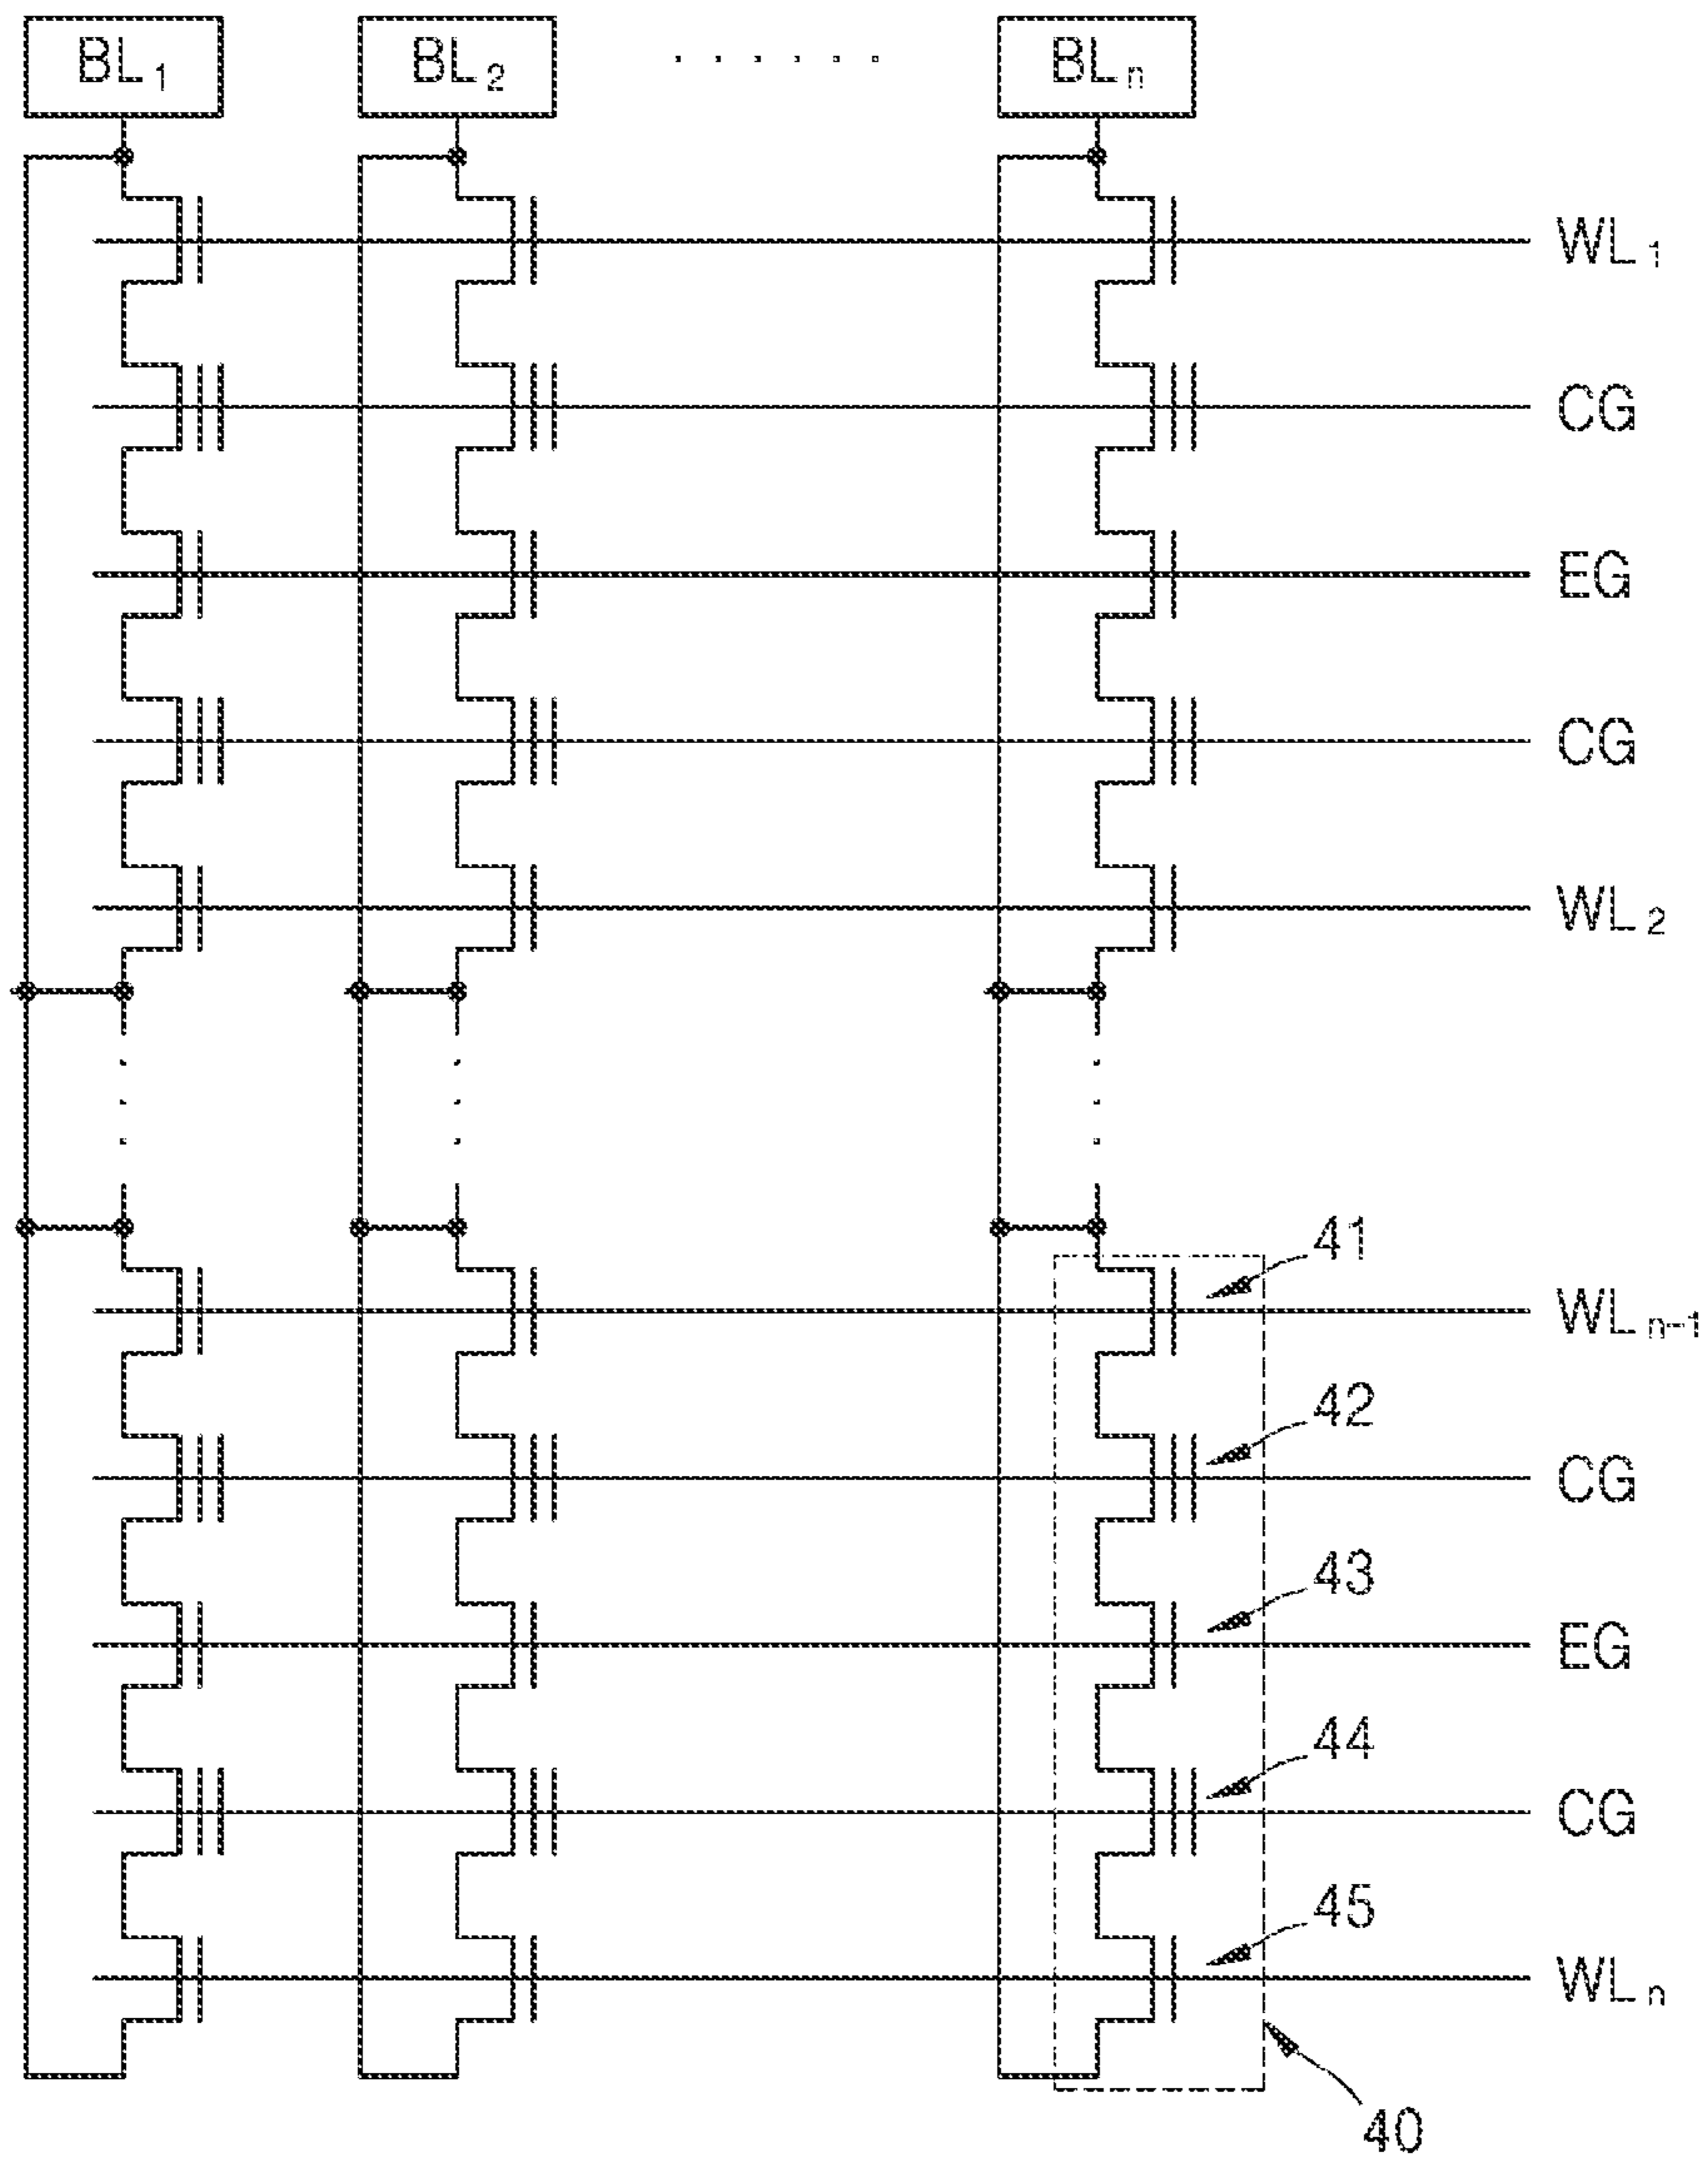 BL1 BL2 ...... BLn
WL1
CG
EG
CG
WL2
41
WLn-1
42
CG
43
EG
44
CG
45
WLn
40